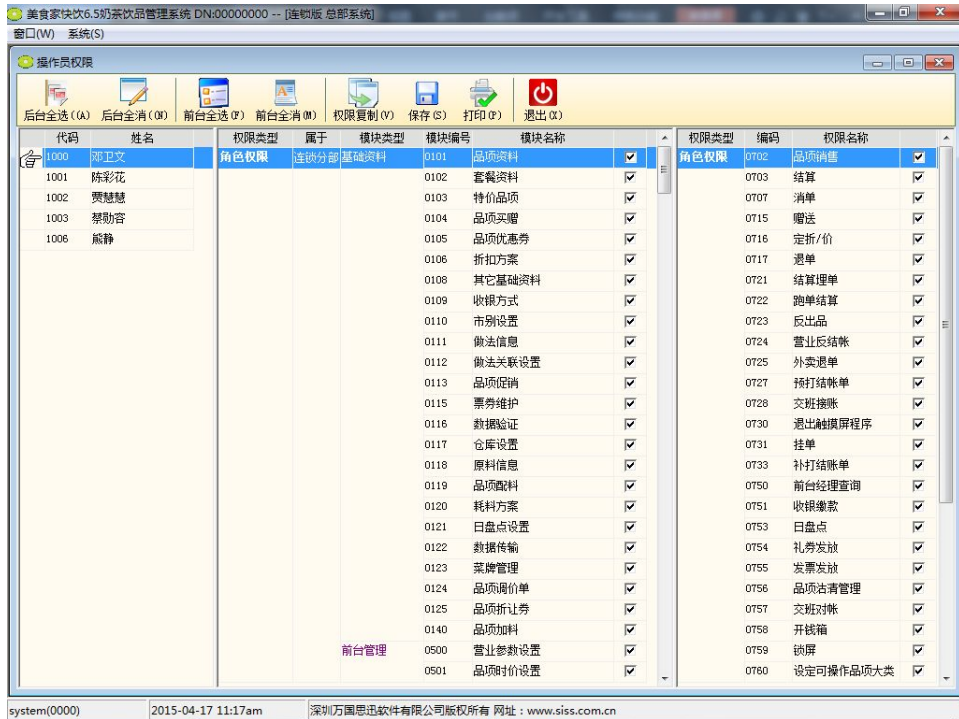 美食家快饮6.5奶茶饮品管理系统 DN:00000000 -- [连锁版 总部系统]
窗口(W) 系统(S)
操作员权限
后台全选(A) 后台全消(N) 前台全选(F) 前台全消(M) 权限复制(V) 保存(S) 打印(P) 退出(X)
代码 姓名 权限类型 属于 模块类型 模块编号 模块名称 权限类型 编码 权限名称
1000 邓卫文 角色权限 连锁分部 基础资料 0101 品项资料 角色权限 0702 品项销售
1001 陈彩花 0102 套餐资料 0703 结算
1002 贾慧慧 0103 特价品项 0707 消单
1003 蔡勋容 0104 品项买赠 0715 赠送
1006 熊静 0105 品项优惠券 0716 定折/价
0106 折扣方案 0717 退单
0108 其它基础资料 0721 结算埋单
0109 收银方式 0722 跑单结算
0110 市别设置 0723 反出品
0111 做法信息 0724 营业反结帐
0112 做法关联设置 0725 外卖退单
0113 品项促销 0727 预打结帐单
0115 票券维护 0728 交班接账
0116 数据验证 0730 退出触摸屏程序
0117 仓库设置 0731 挂单
0118 原料信息 0733 补打结账单
0119 品项配料 0750 前台经理查询
0120 耗料方案 0751 收银缴款
0121 日盘点设置 0753 日盘点
0122 数据传输 0754 礼券发放
0123 菜牌管理 0755 发票发放
0124 品项调价单 0756 品项沽清管理
0125 品项折让券 0757 交班对帐
0140 品项加料 0758 开钱箱
前台管理 0500 营业参数设置 0759 锁屏
0501 品项时价设置 0760 设定可操作品项大类
system(0000) 2015-04-17 11:17am 深圳万国思迅软件有限公司版权所有 网址：www.siss.com.cn